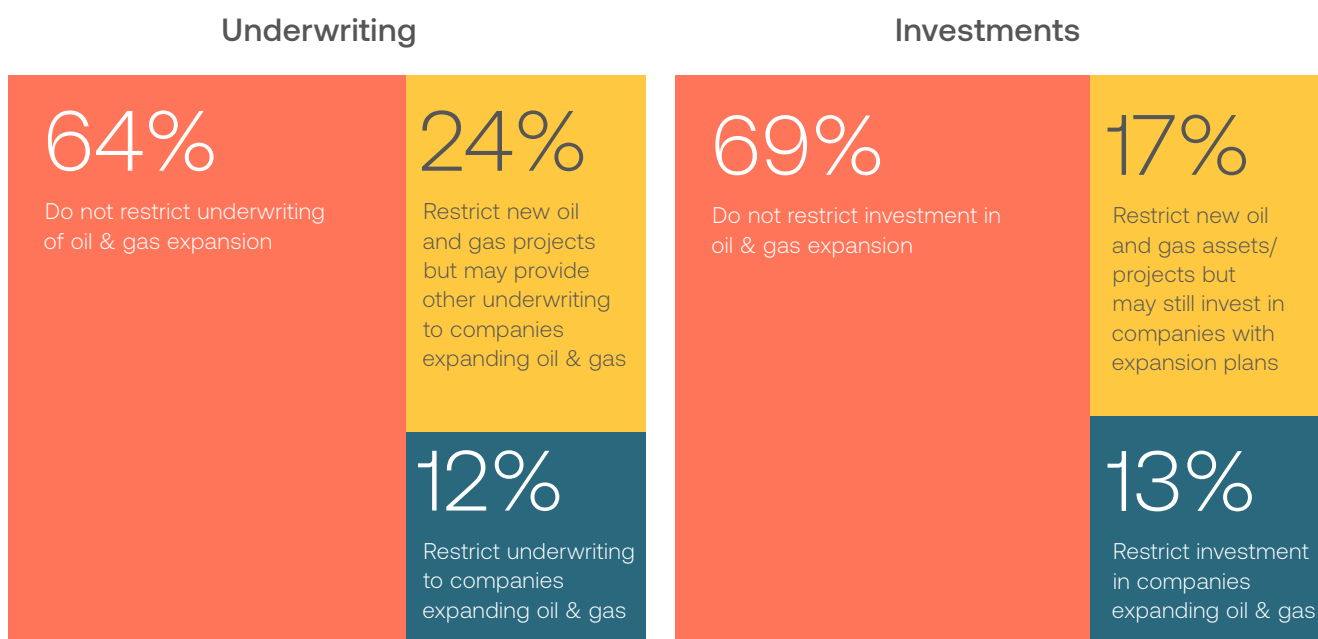 Underwriting
64%
Do not restrict underwriting
of oil & gas expansion
24%
Restrict new oil
and gas projects
but may provide
other underwriting
to companies
expanding oil & gas
12%
Restrict underwriting
to companies
expanding oil & gas
Investments
69%
Do not restrict investment in
oil & gas expansion
17%
Restrict new oil
and gas assets/
projects but
may still invest in
companies with
expansion plans
13%
Restrict investment
in companies
expanding oil & gas